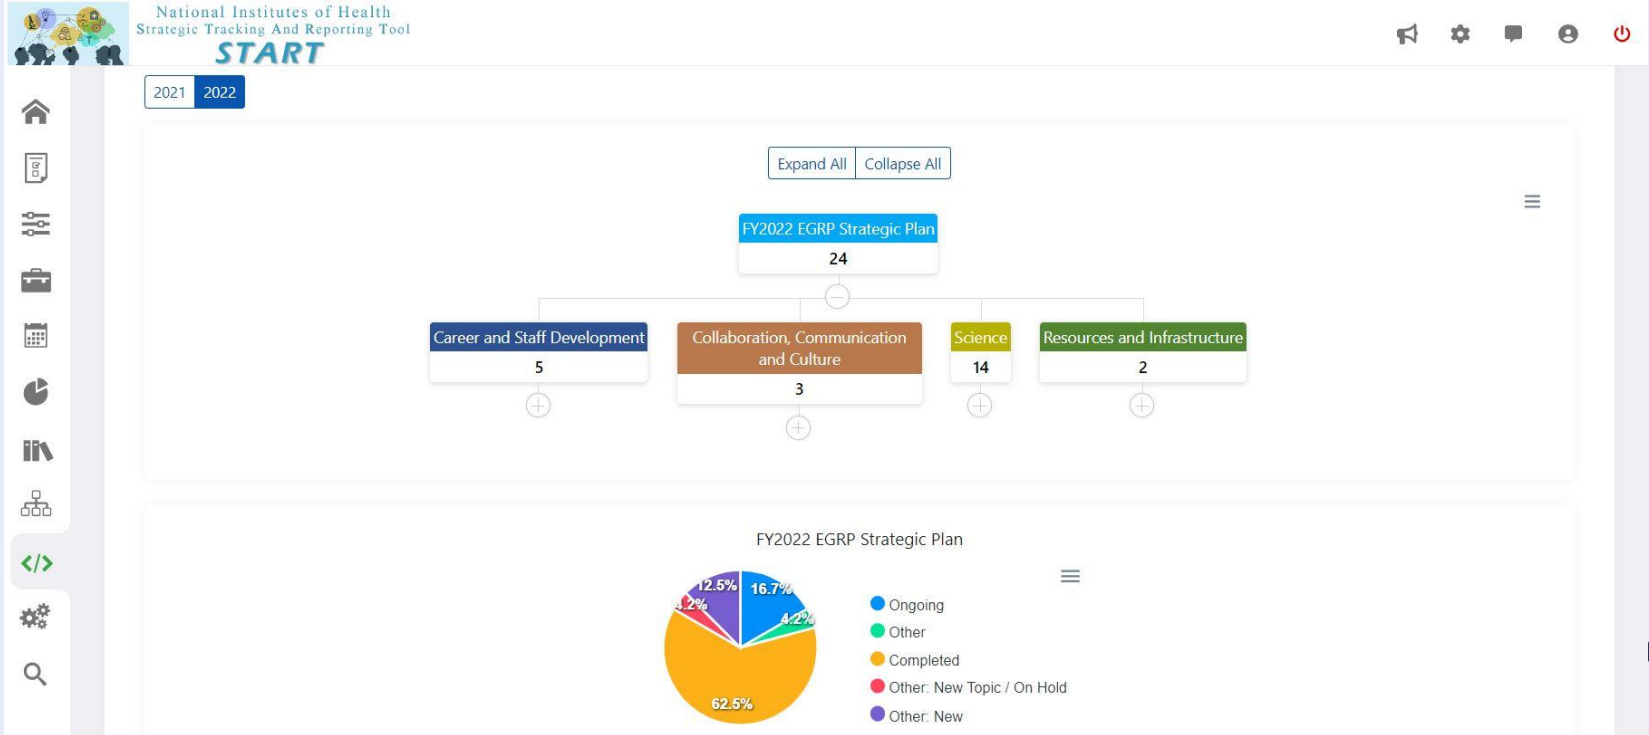 National Institutes of Health
Strategic Tracking And Reporting Tool
START
2021 2022
Expand All Collapse All
FY2022 EGRP Strategic Plan
24
Career and Staff Development
5
Collaboration, Communication
and Culture
3
Science
14
Resources and Infrastructure
2
FY2022 EGRP Strategic Plan
12.5% 16.7%
4.2%
4.2%
62.5%
Ongoing
Other
Completed
Other: New Topic / On Hold
Other: New